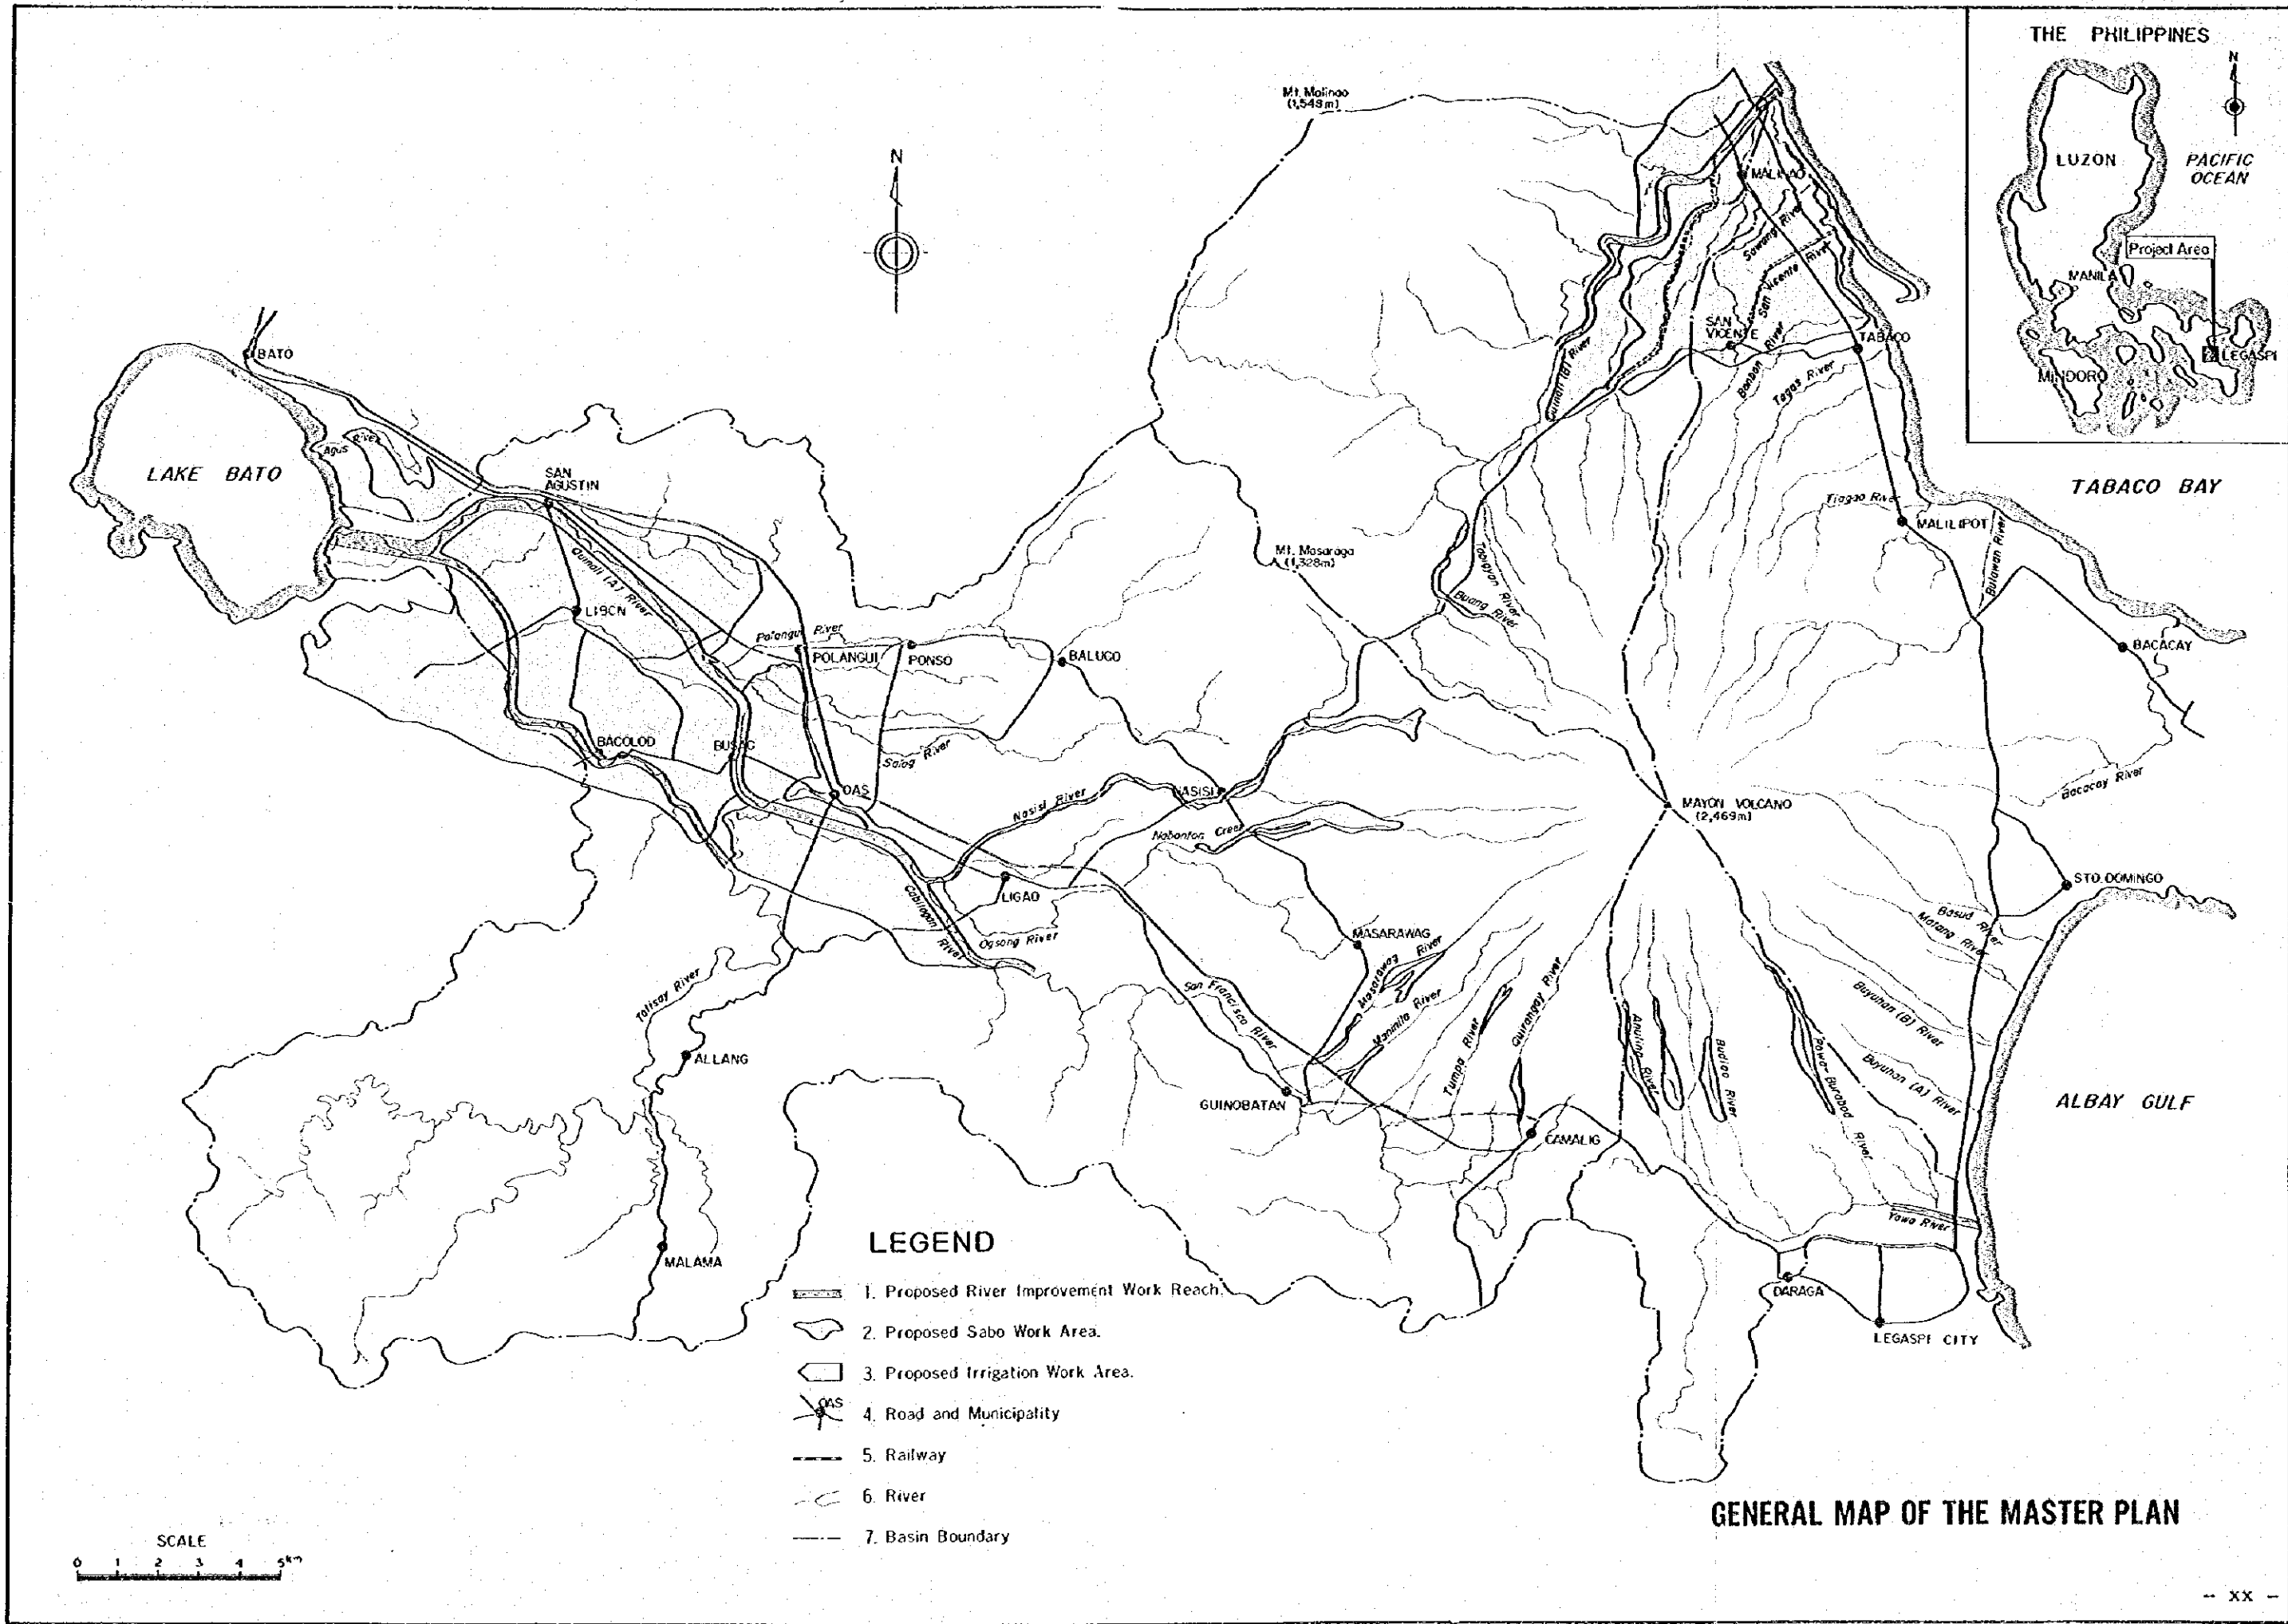 THE PHILIPPINES
N
LUZON
PACIFIC
OCEAN
Project Area
MANILA
LEGASPI
MINDORO
Mt. Malinao
(1,548m)
N
MALINAO
Sawang River
San Vicente River
SAN
VICENTE
TABACO
Bonbon River
Tagas River
Quinali (B) River
BATO
LAKE BATO
Agus River
SAN
AGUSTIN
TABACO BAY
Tiagao River
MALILIPOT
Bulawan River
Quinali (A) River
Mt. Masaraga
(1,328m)
Tabigyan River
Buang River
LIBON
Polangui River
POLANGUI
PONSO
BALUGO
BACACAY
BACOLOD
BUSAC
Salog River
OAS
Nasisi River
NASISI
Nabonton Creek
MAYON VOLCANO
(2,469m)
Bacacay River
LIGAO
Cabilogan River
Ogsong River
STO. DOMINGO
Basud River
Matang River
MASARAWAG
Masarawag River
Maninila River
San Francisco River
Tumpa River
Quirangay River
Anuling River
Budiao River
Pawa-Burabod River
Buyuhan (B) River
Buyuhan (A) River
Talisay River
ALLANG
GUINOBATAN
CAMALIG
ALBAY GULF
MALAMA
Yawa River
DARAGA
LEGASPI CITY
LEGEND
1. Proposed River Improvement Work Reach.
2. Proposed Sabo Work Area.
3. Proposed Irrigation Work Area.
OAS
4. Road and Municipality
5. Railway
6. River
7. Basin Boundary
SCALE
0 1 2 3 4 5km
GENERAL MAP OF THE MASTER PLAN
- xx -